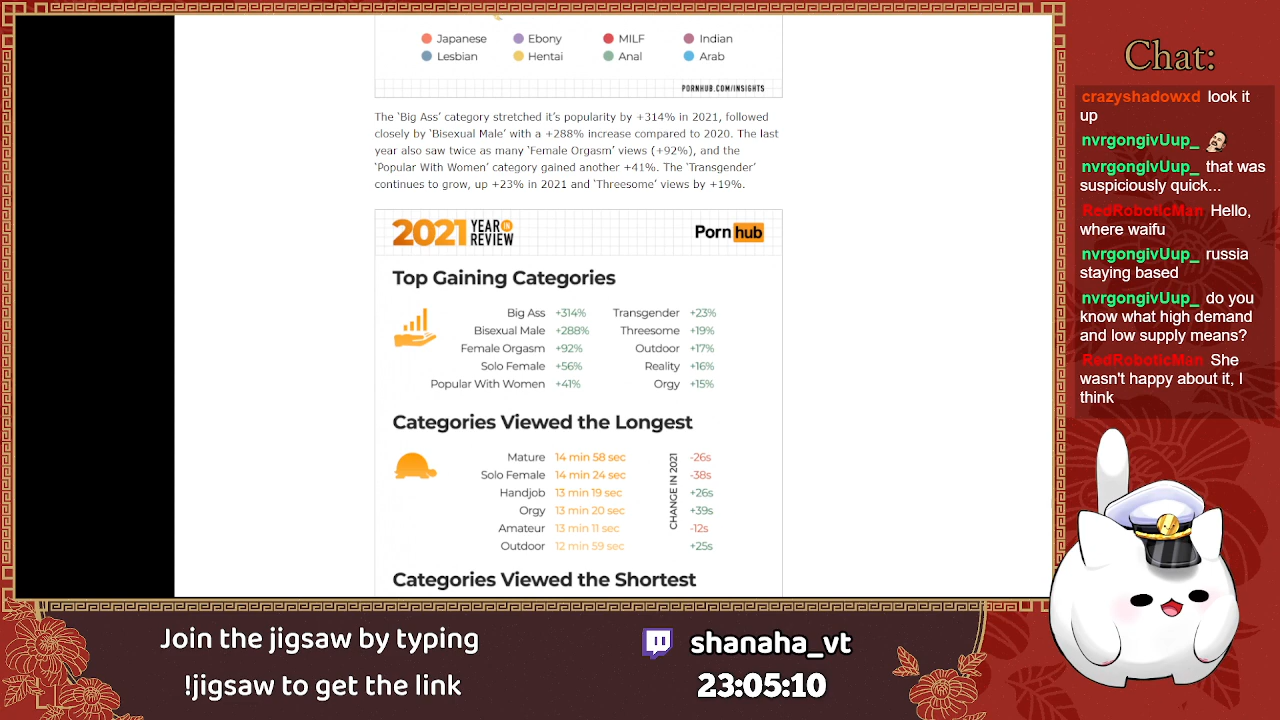 Japanese Ebony MILF Indian
Lesbian Hentai Anal Arab
PORNHUB.COM/INSIGHTS
The 'Big Ass' category stretched it's popularity by +314% in 2021, followed
closely by 'Bisexual Male' with a +288% increase compared to 2020. The last
year also saw twice as many 'Female Orgasm' views (+92%), and the
'Popular With Women' category gained another +41%. The 'Transgender'
continues to grow, up +23% in 2021 and 'Threesome' views by +19%.
2021 YEAR IN REVIEW
Porn hub
Top Gaining Categories
Big Ass +314% Transgender +23%
Bisexual Male +288% Threesome +19%
Female Orgasm +92% Outdoor +17%
Solo Female +56% Reality +16%
Popular With Women +41% Orgy +15%
Categories Viewed the Longest
Mature 14 min 58 sec -26s
Solo Female 14 min 24 sec -38s
Handjob 13 min 19 sec +26s
Orgy 13 min 20 sec +39s
Amateur 13 min 11 sec -12s
Outdoor 12 min 59 sec +25s
CHANGE IN 2021
Categories Viewed the Shortest
Chat:
crazyshadowxd look it
up
nvrgongivUup_
nvrgongivUup_ that was
suspiciously quick...
RedRoboticMan Hello,
where waifu
nvrgongivUup_ russia
staying based
nvrgongivUup_ do you
know what high demand
and low supply means?
RedRoboticMan She
wasn't happy about it, I
think
Join the jigsaw by typing
!jigsaw to get the link
shanaha_vt
23:05:10